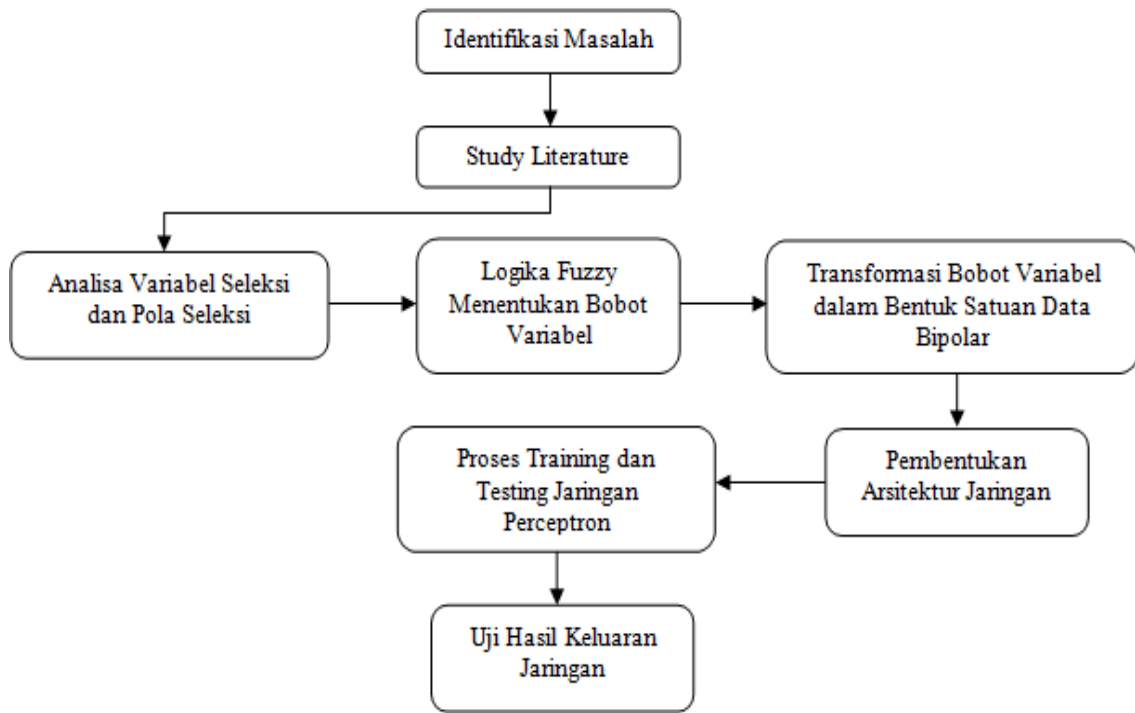 Identifikasi Masalah
Study Literature
Analisa Variabel Seleksi
dan Pola Seleksi
Logika Fuzzy
Menentukan Bobot
Variabel
Transformasi Bobot Variabel
dalam Bentuk Satuan Data
Bipolar
Pembentukan
Arsitektur Jaringan
Proses Training dan
Testing Jaringan
Perceptron
Uji Hasil Keluaran
Jaringan